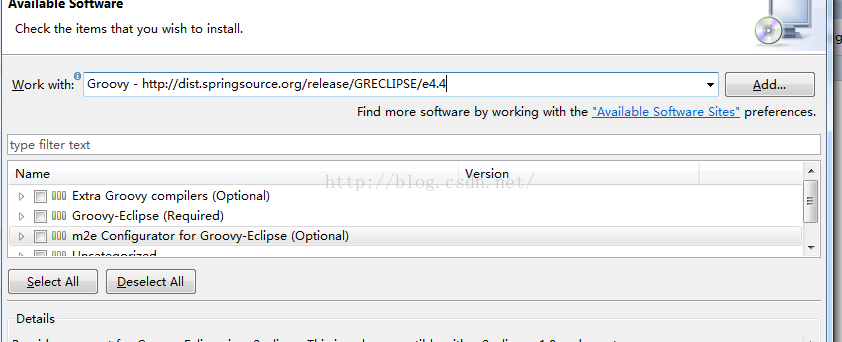 Available Software
Check the items that you wish to install.
Work with: Groovy - http://dist.springsource.org/release/GRECLIPSE/e4.4 Add...
Find more software by working with the "Available Software Sites" preferences.
type filter text
Name Version
http://blog.csdn.net/
Extra Groovy compilers (Optional)
Groovy-Eclipse (Required)
m2e Configurator for Groovy-Eclipse (Optional)
Uncategorized
Select All Deselect All
Details